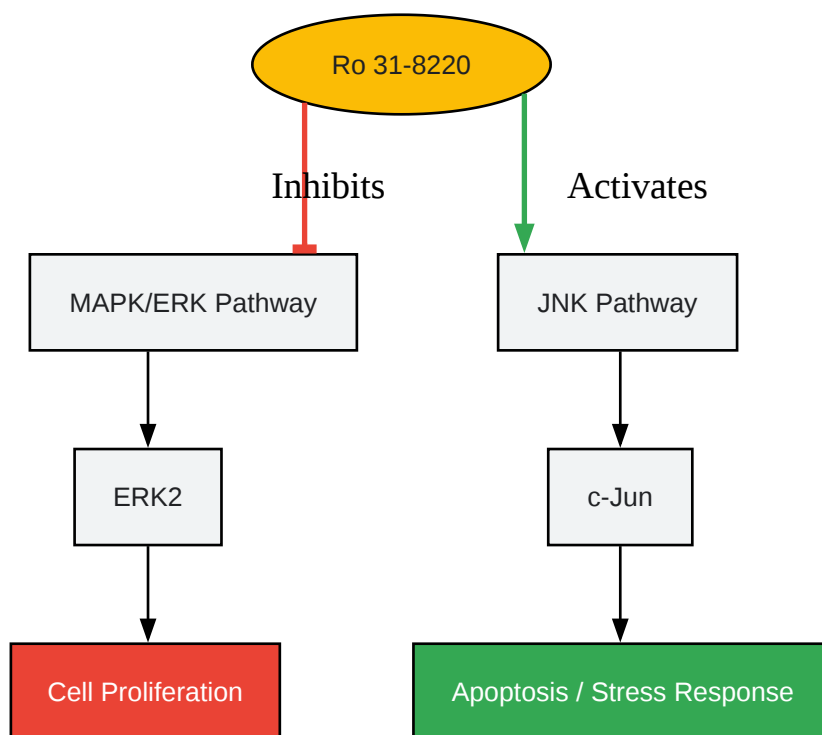 Ro 31-8220
Inhibits
Activates
MAPK/ERK Pathway
JNK Pathway
ERK2
c-Jun
Cell Proliferation
Apoptosis / Stress Response